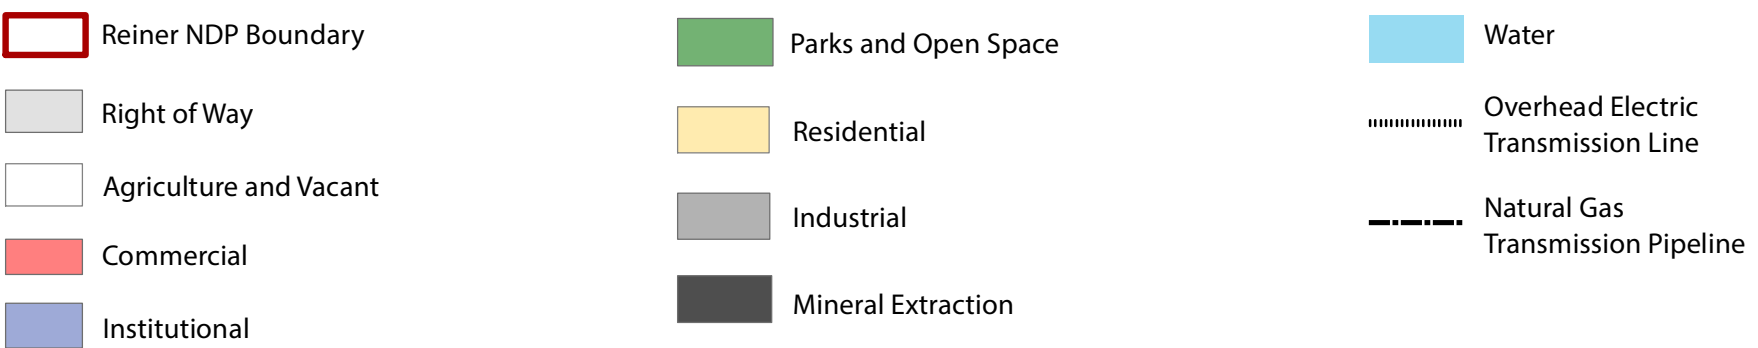 Reiner NDP Boundary
Right of Way
Agriculture and Vacant
Commercial
Institutional
Parks and Open Space
Residential
Industrial
Mineral Extraction
Water
Overhead Electric
Transmission Line
Natural Gas
Transmission Pipeline